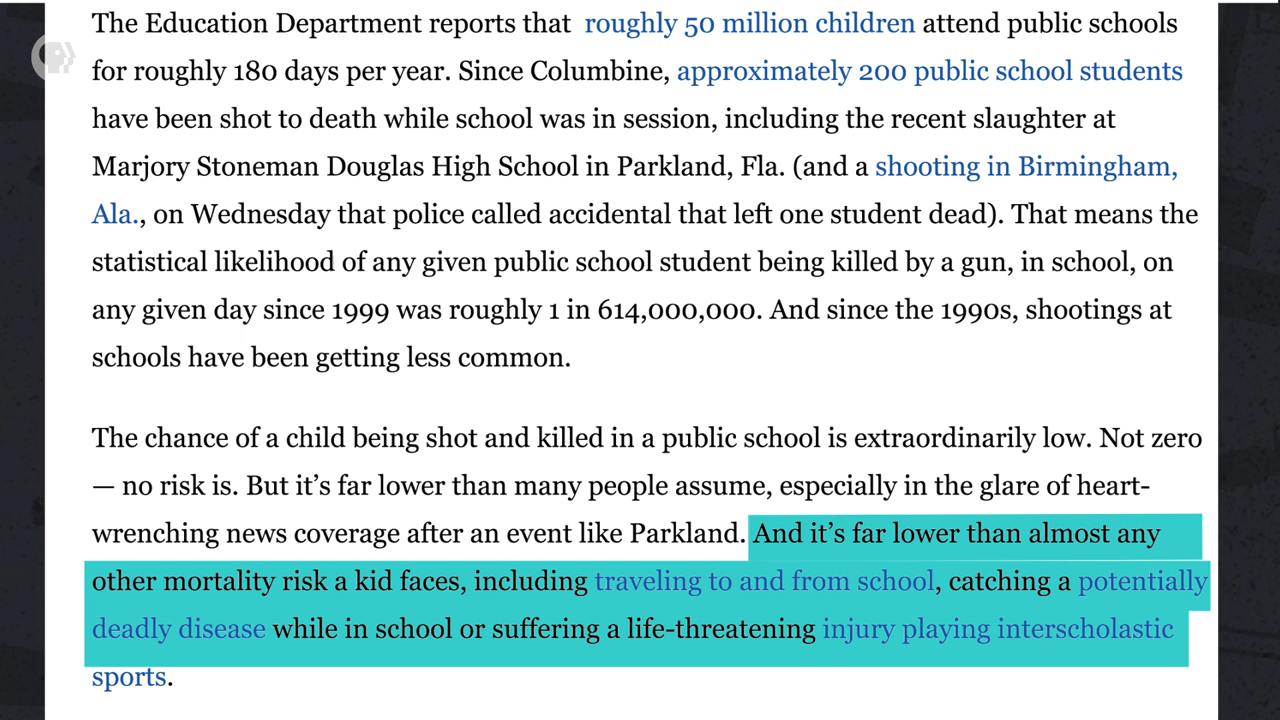 The Education Department reports that roughly 50 million children attend public schools
for roughly 180 days per year. Since Columbine, approximately 200 public school students
have been shot to death while school was in session, including the recent slaughter at
Marjory Stoneman Douglas High School in Parkland, Fla. (and a shooting in Birmingham,
Ala., on Wednesday that police called accidental that left one student dead). That means the
statistical likelihood of any given public school student being killed by a gun, in school, on
any given day since 1999 was roughly 1 in 614,000,000. And since the 1990s, shootings at
schools have been getting less common.
The chance of a child being shot and killed in a public school is extraordinarily low. Not zero
— no risk is. But it’s far lower than many people assume, especially in the glare of heart-
wrenching news coverage after an event like Parkland. And it’s far lower than almost any
other mortality risk a kid faces, including traveling to and from school, catching a potentially
deadly disease while in school or suffering a life-threatening injury playing interscholastic
sports.